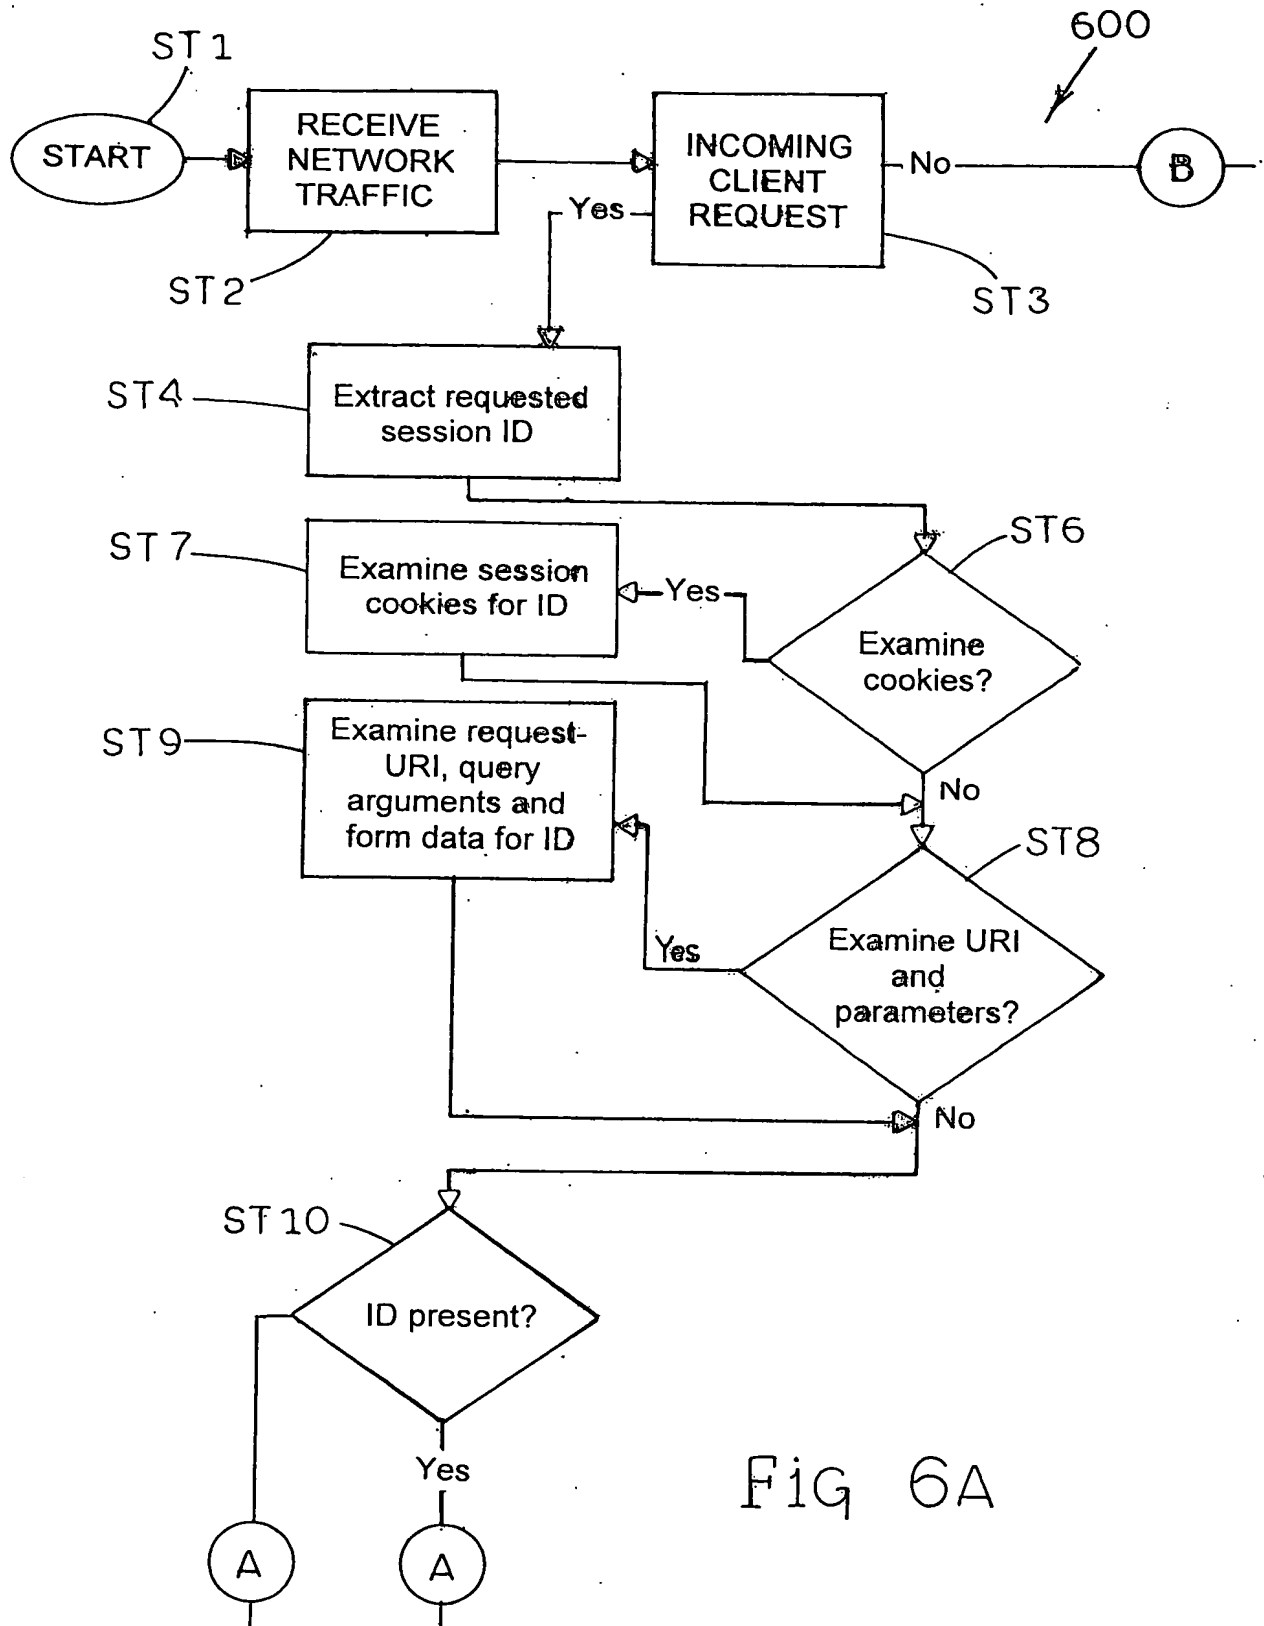 600
ST1
START
RECEIVE
NETWORK
TRAFFIC
INCOMING
CLIENT
REQUEST
No
B
Yes
ST2
ST3
ST4
Extract requested
session ID
ST6
ST7
Examine session
cookies for ID
Yes
Examine
cookies?
ST9
Examine request-
URI, query
arguments and
form data for ID
No
ST8
Yes
Examine URI
and
parameters?
No
ST10
ID present?
Yes
A
A
FiG 6A